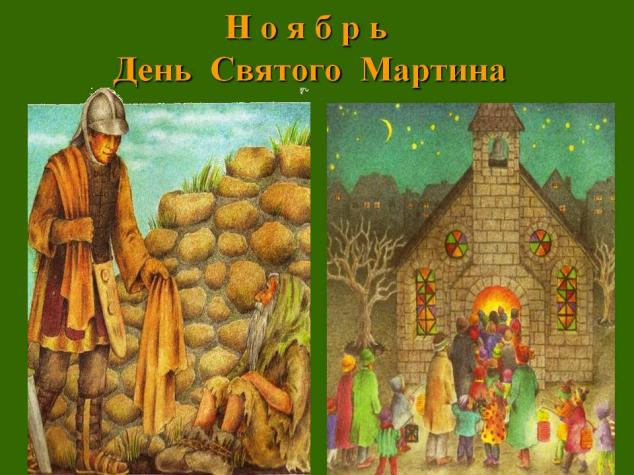 Н о я б р ь
День Святого Мартина